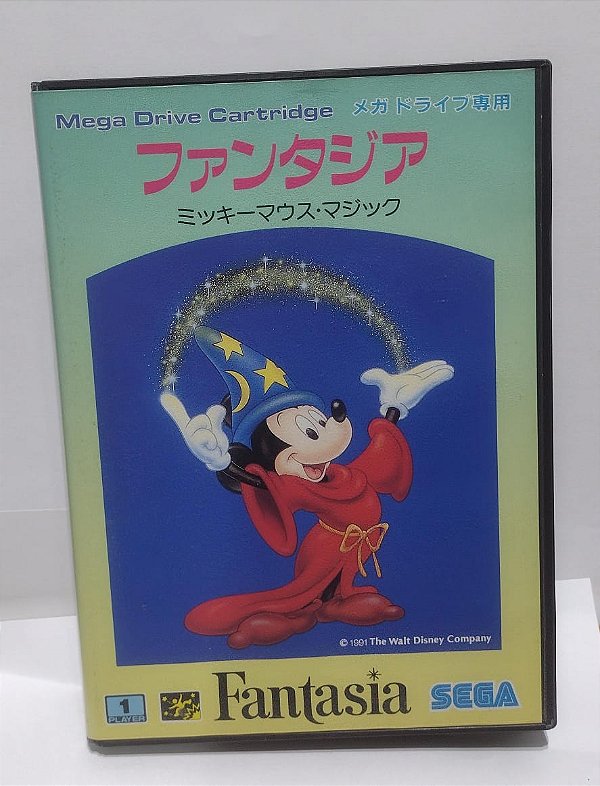 Mega Drive Cartridge メガドライブ専用
ファンタジア
ミッキーマウス・マジック
© 1991 The Walt Disney Company
1
PLAYER
Fantasia
SEGA